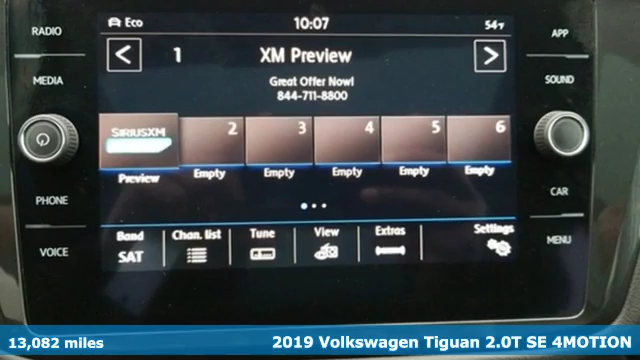 RADIO
MEDIA
PHONE
VOICE
Eco
10:07
54°F
1
XM Preview
Great Offer Now!
844-711-8800
SIRIUSXM
2
3
4
5
6
Preview
Empty
Empty
Empty
Empty
Empty
Band
SAT
Chan. list
Tune
View
Extras
Settings
APP
SOUND
CAR
MENU
13,082 miles
2019 Volkswagen Tiguan 2.0T SE 4MOTION